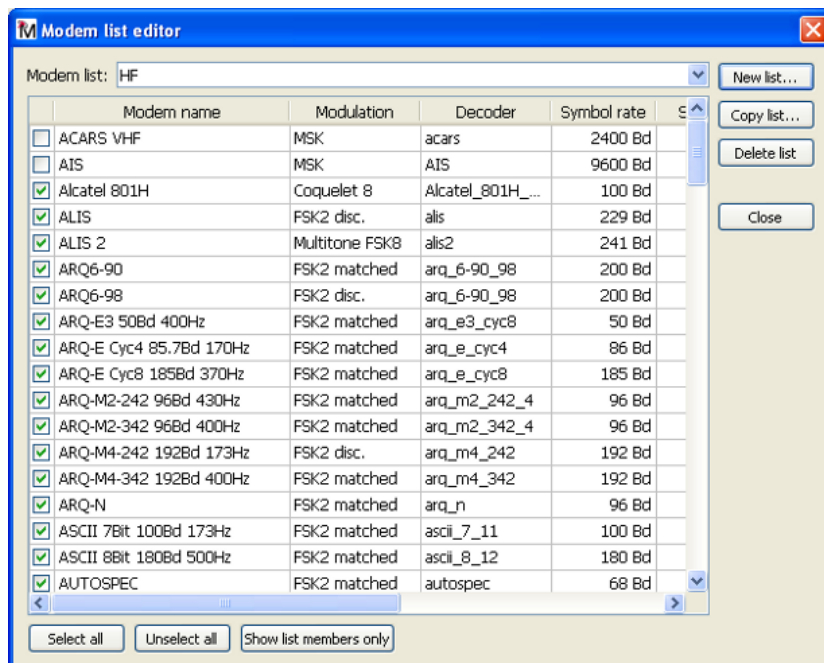 Modem list editor
Modem list: HF
New list...
Copy list...
Delete list
Close
Modem name Modulation Decoder Symbol rate S
ACARS VHF MSK acars 2400 Bd
AIS MSK AIS 9600 Bd
Alcatel 801H Coquelet 8 Alcatel_801H_... 100 Bd
ALIS FSK2 disc. alis 229 Bd
ALIS 2 Multitone FSK8 alis2 241 Bd
ARQ6-90 FSK2 matched arq_6-90_98 200 Bd
ARQ6-98 FSK2 disc. arq_6-90_98 200 Bd
ARQ-E3 50Bd 400Hz FSK2 matched arq_e3_cyc8 50 Bd
ARQ-E Cyc4 85.7Bd 170Hz FSK2 matched arq_e_cyc4 86 Bd
ARQ-E Cyc8 185Bd 370Hz FSK2 matched arq_e_cyc8 185 Bd
ARQ-M2-242 96Bd 430Hz FSK2 matched arq_m2_242_4 96 Bd
ARQ-M2-342 96Bd 400Hz FSK2 matched arq_m2_342_4 96 Bd
ARQ-M4-242 192Bd 173Hz FSK2 disc. arq_m4_242 192 Bd
ARQ-M4-342 192Bd 400Hz FSK2 matched arq_m4_342 192 Bd
ARQ-N FSK2 matched arq_n 96 Bd
ASCII 7Bit 100Bd 173Hz FSK2 matched ascii_7_11 100 Bd
ASCII 8Bit 180Bd 500Hz FSK2 matched ascii_8_12 180 Bd
AUTOSPEC FSK2 matched autospec 68 Bd
Select all Unselect all Show list members only